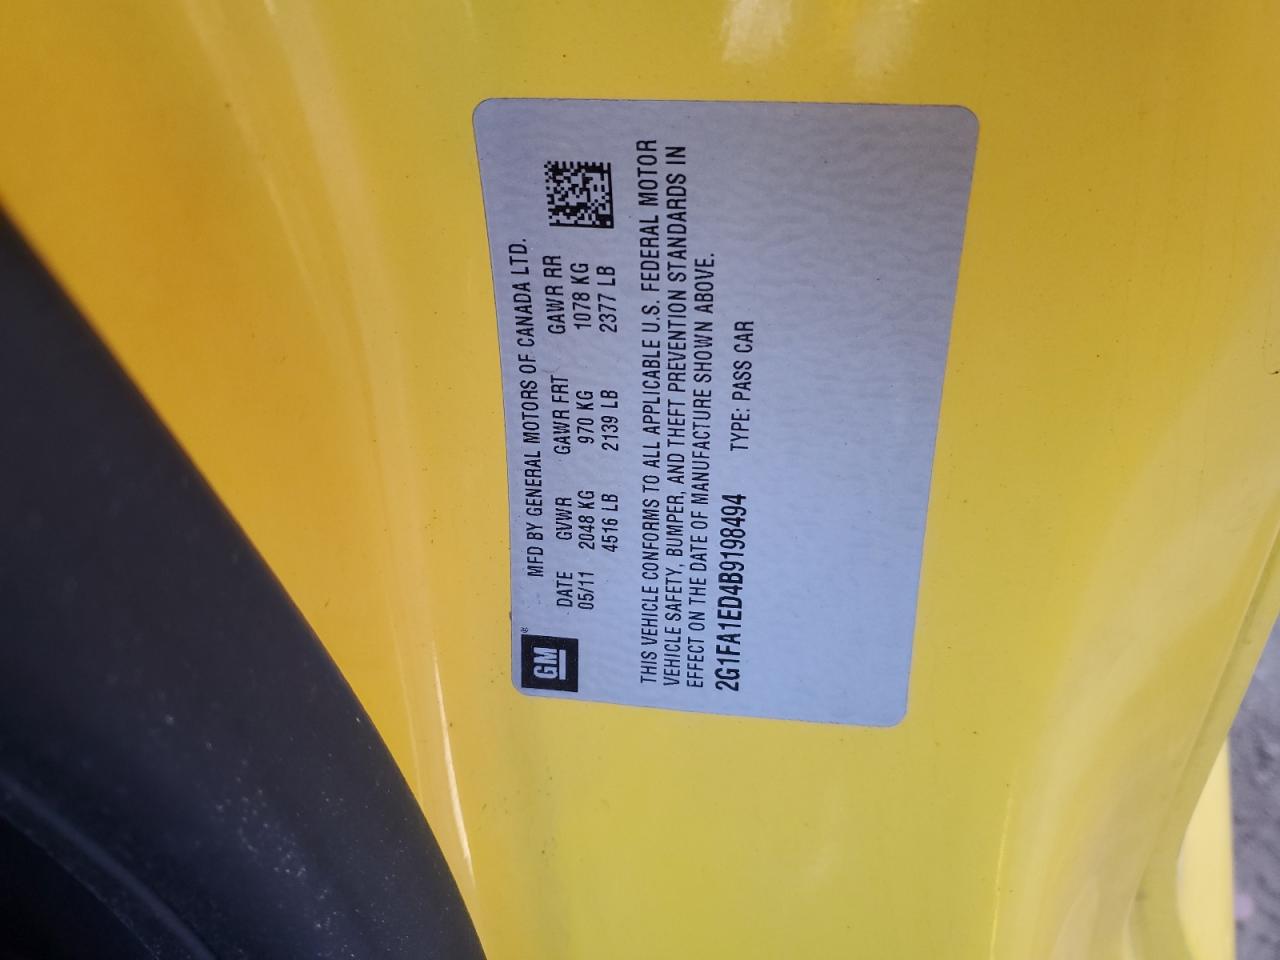 GM®
MFD BY GENERAL MOTORS OF CANADA LTD.
DATE GVWR GAWR FRT GAWR RR
05/11 2048 KG 970 KG 1078 KG
4516 LB 2139 LB 2377 LB
THIS VEHICLE CONFORMS TO ALL APPLICABLE U.S. FEDERAL MOTOR
VEHICLE SAFETY, BUMPER, AND THEFT PREVENTION STANDARDS IN
EFFECT ON THE DATE OF MANUFACTURE SHOWN ABOVE.
2G1FA1ED4B9198494 TYPE: PASS CAR